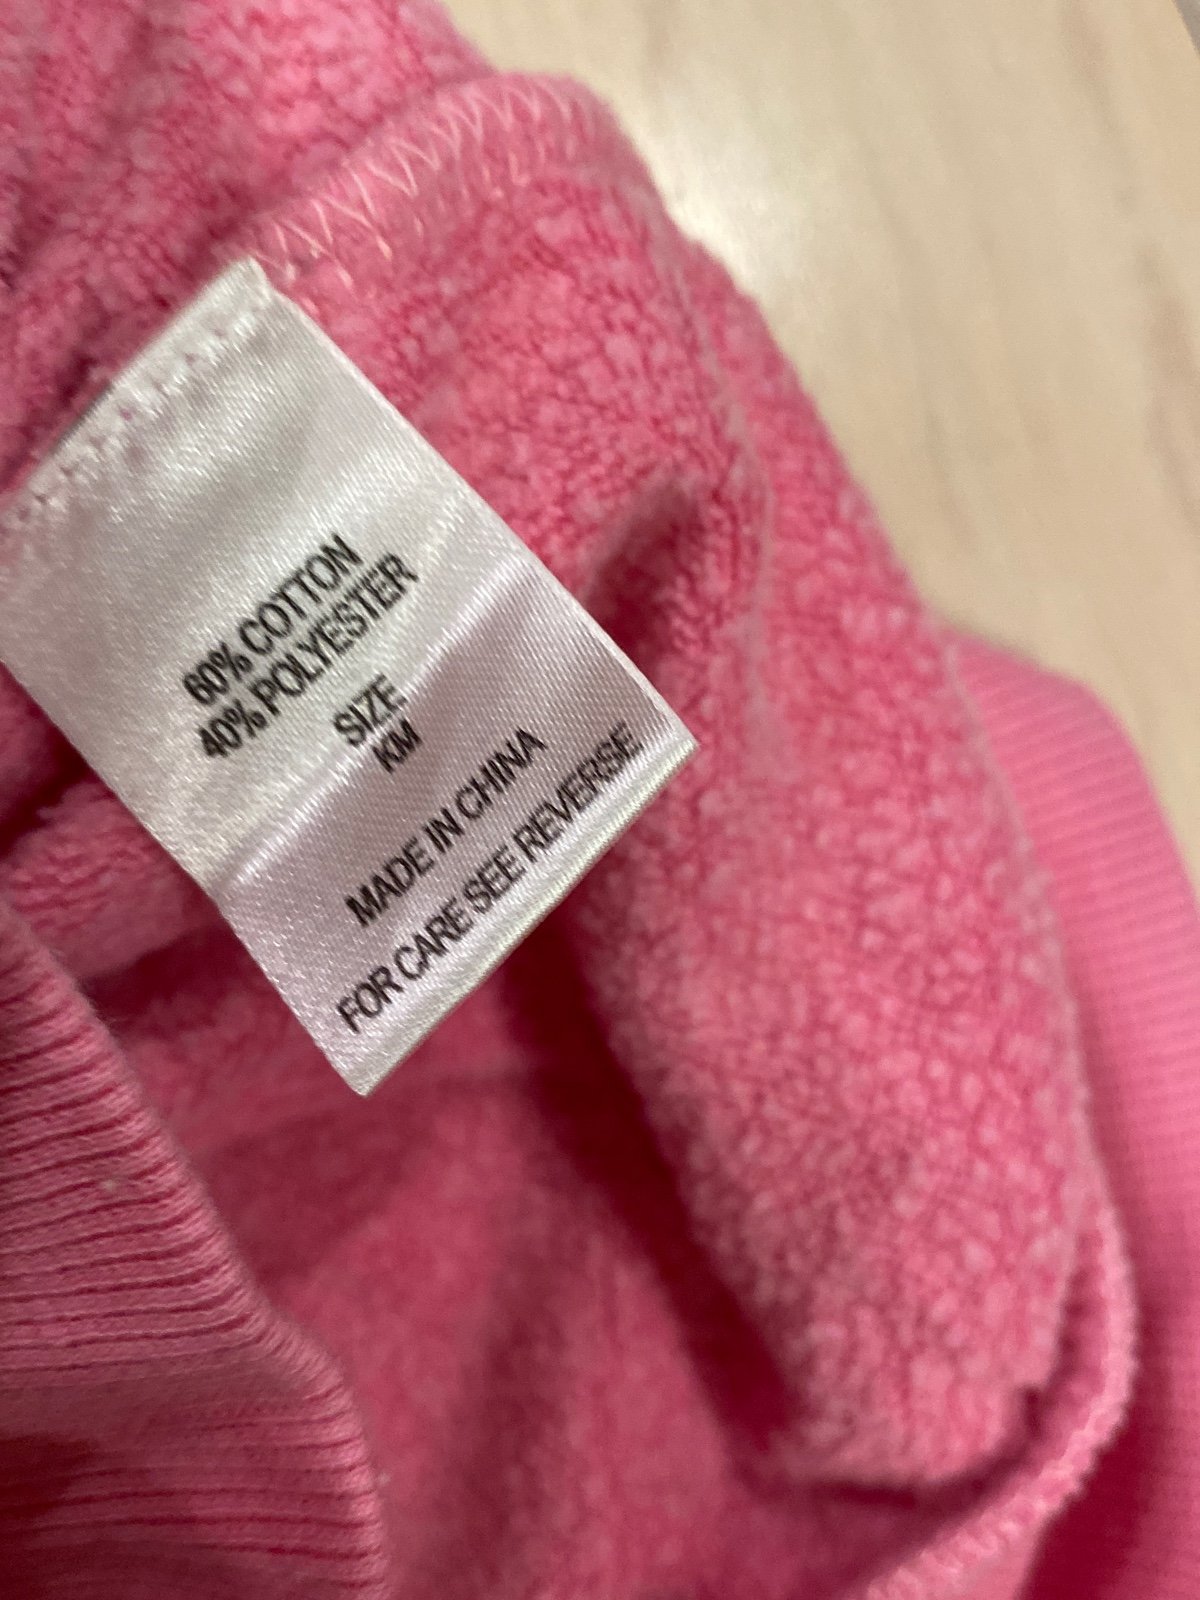 60% COTTON
40% POLYESTER
SIZE
KM
MADE IN CHINA
FOR CARE SEE REVERSE